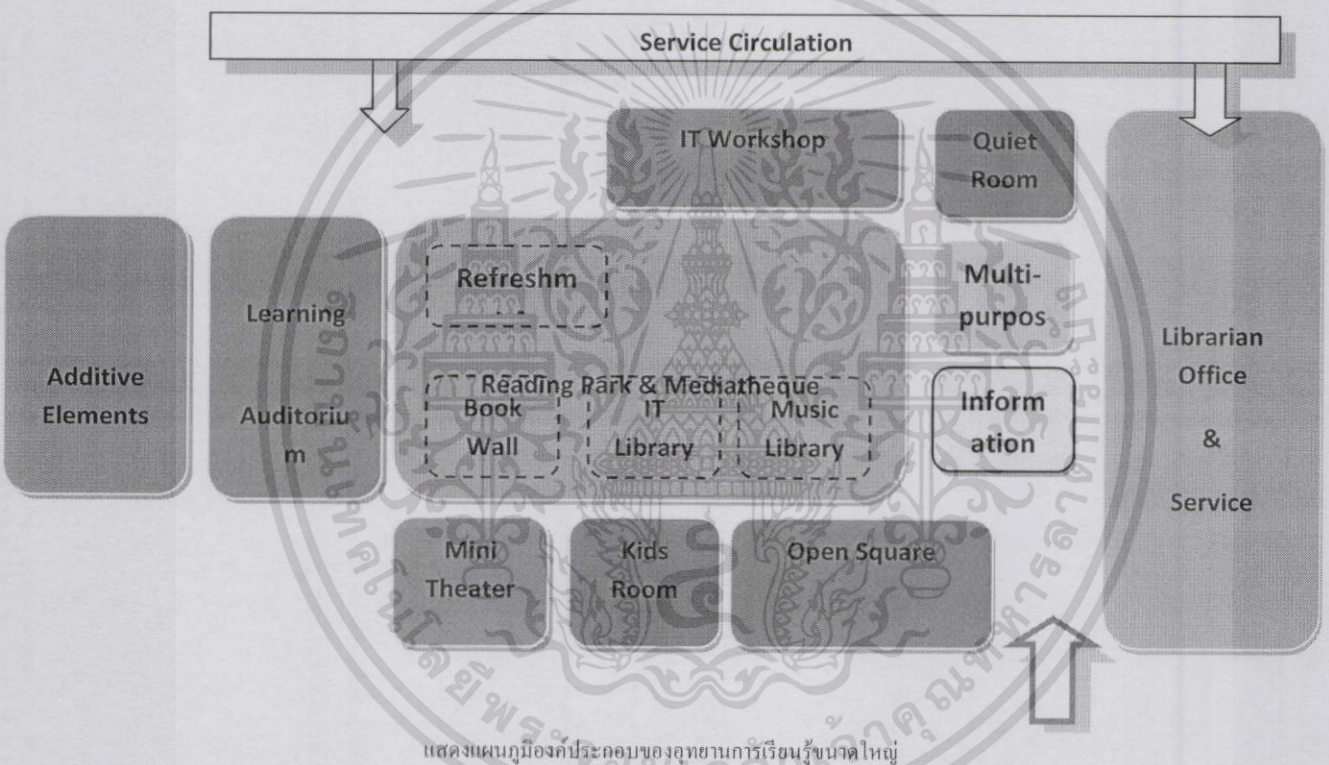 Service Circulation
IT Workshop
Quiet
Room
Additive
Elements
Learning
Auditoriu
m
Refreshm
Reading Park & Mediatheque
Book
Wall
IT
Library
Music
Library
Multi-
purpos
Inform
ation
Librarian
Office
&
Service
Mini
Theater
Kids
Room
Open Square
แสดงแผนภูมิองค์ประกอบของอุทยานการเรียนรู้ขนาดใหญ่